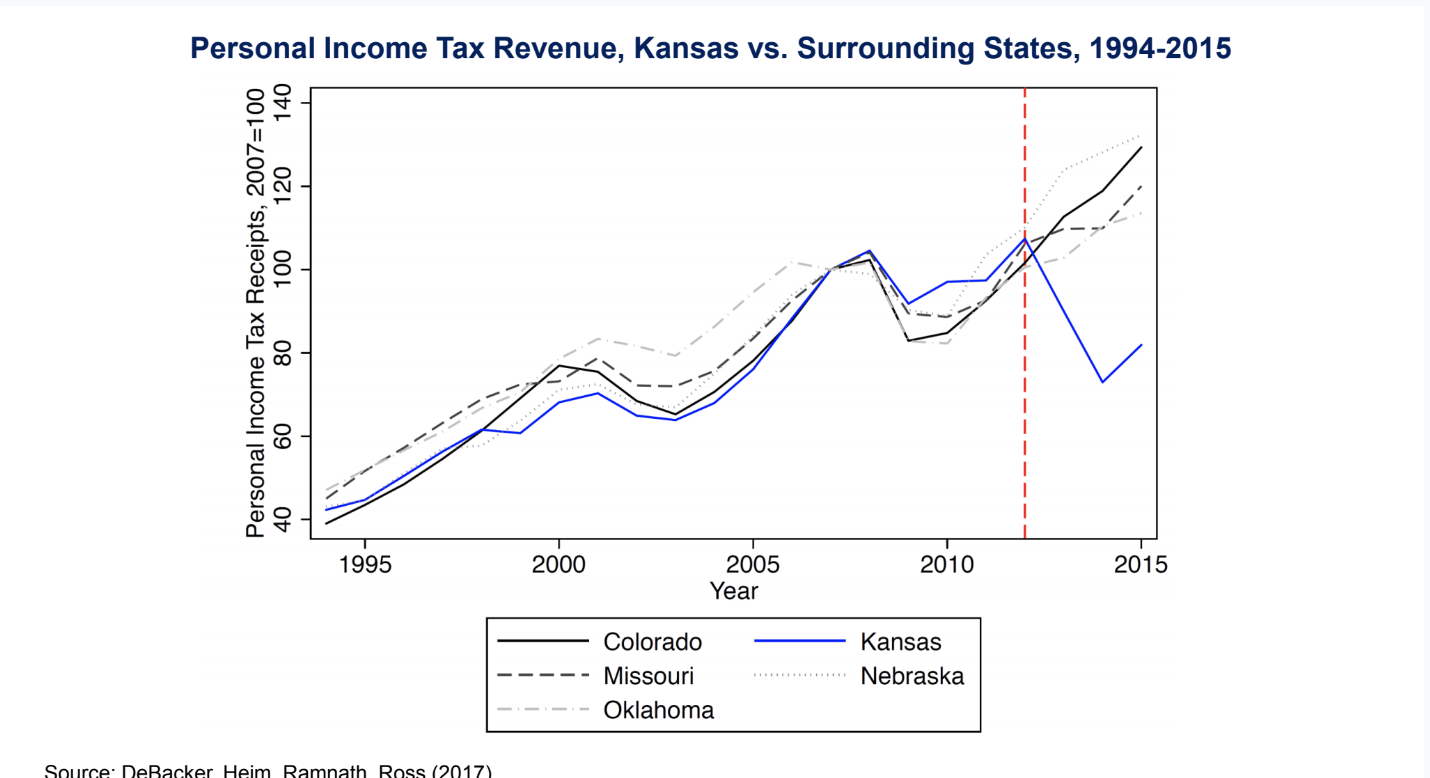 Personal Income Tax Revenue, Kansas vs. Surrounding States, 1994-2015
Personal Income Tax Receipts, 2007=100
140
120
100
80
60
40
1995 2000 2005 2010 2015
Year
Colorado Kansas
Missouri Nebraska
Oklahoma
Source: DeBacker, Heim, Ramnath, Ross (2017)